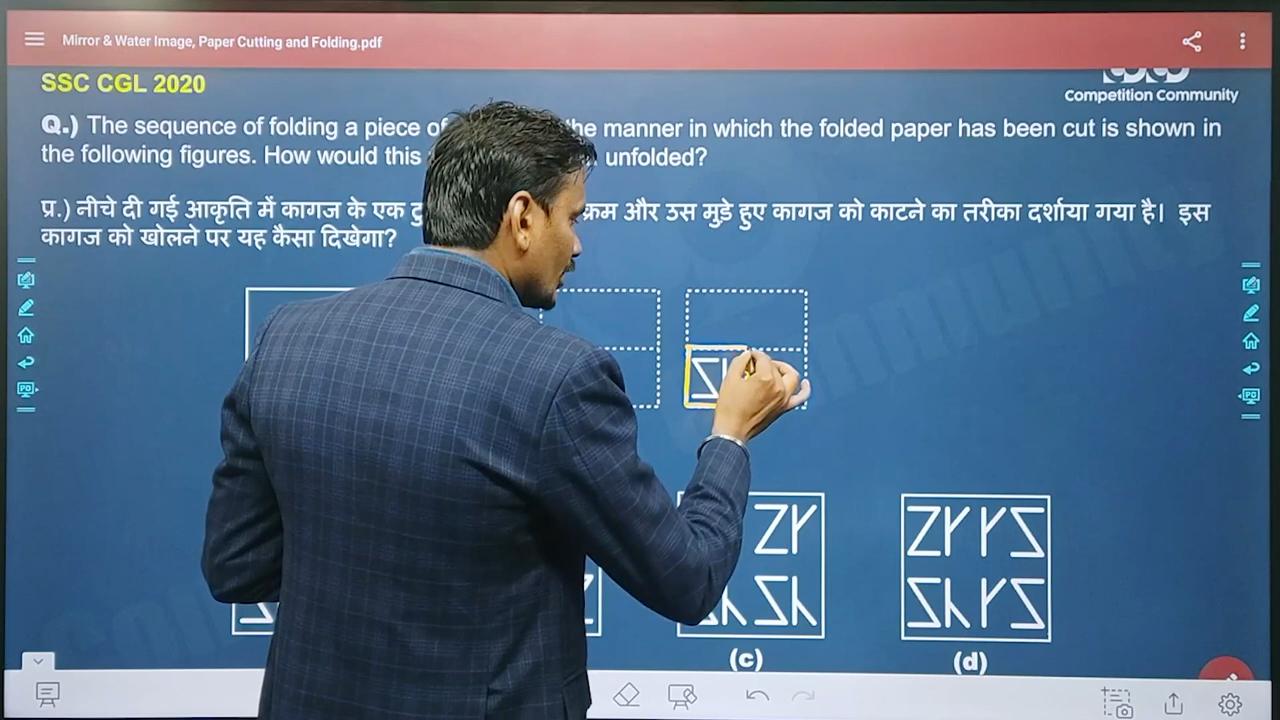 Mirror & Water Image, Paper Cutting and Folding.pdf
SSC CGL 2020
Competition Community
Q.) The sequence of folding a piece of the manner in which the folded paper has been cut is shown in
the following figures. How would this unfolded?
प्र.) नीचे दी गई आकृति में कागज के एक क्रम और उस मुड़े हुए कागज को काटने का तरीका दर्शाया गया है। इस
कागज को खोलने पर यह कैसा दिखेगा?
(c) (d)